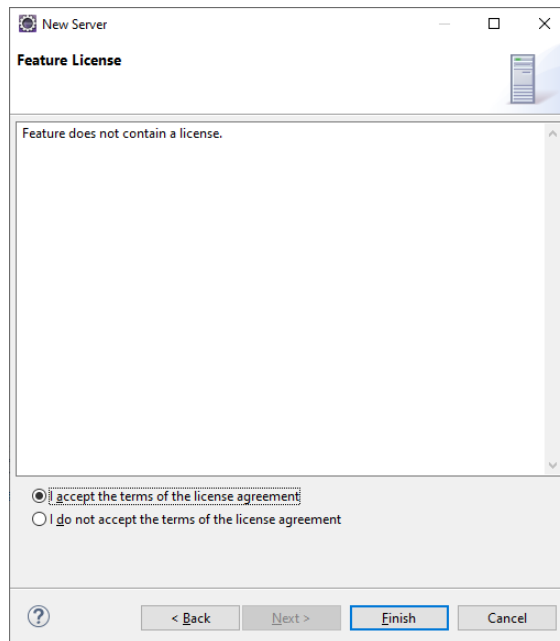 New Server
Feature License
Feature does not contain a license.
I accept the terms of the license agreement
I do not accept the terms of the license agreement
?
< Back
Next >
Finish
Cancel